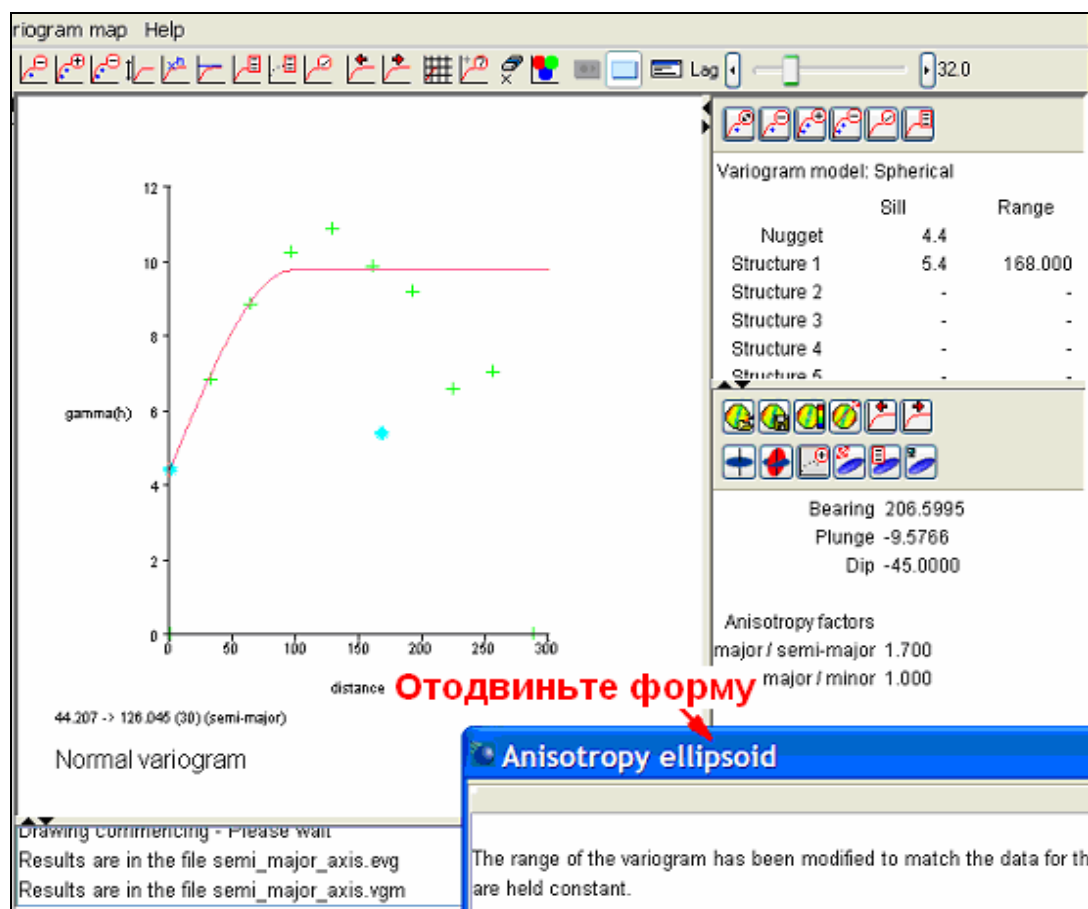 riogram map Help
Lag 32.0
Variogram model: Spherical
Sill Range
Nugget 4.4
Structure 1 5.4 168.000
Structure 2 - -
Structure 3 - -
Structure 4 - -
Structure 5 - -
12
10
8
6
4
2
0
gamma(h)
0 50 100 150 200 250 300
distance
44.207 -> 126.045 (30) (semi-major)
Normal variogram
Bearing 206.5995
Plunge -9.5766
Dip -45.0000
Anisotropy factors
major / semi-major 1.700
major / minor 1.000
Отодвиньте форму
Anisotropy ellipsoid
Drawing commencing - Please wait
Results are in the file semi_major_axis.evg
Results are in the file semi_major_axis.vgm
The range of the variogram has been modified to match the data for th
are held constant.